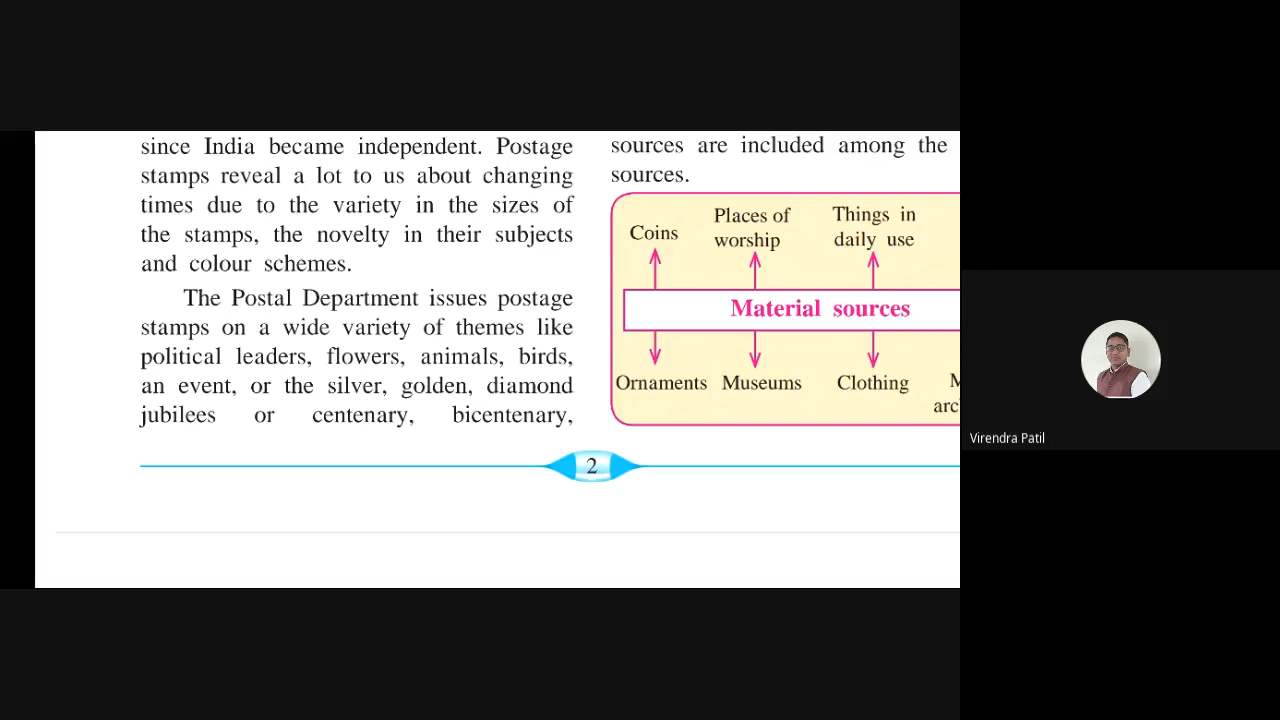 since India became independent. Postage
stamps reveal a lot to us about changing
times due to the variety in the sizes of
the stamps, the novelty in their subjects
and colour schemes.
The Postal Department issues postage
stamps on a wide variety of themes like
political leaders, flowers, animals, birds,
an event, or the silver, golden, diamond
jubilees or centenary, bicentenary,
sources are included among the
sources.
Coins
Places of
worship
Things in
daily use
Material sources
Ornaments
Museums
Clothing
2
Virendra Patil